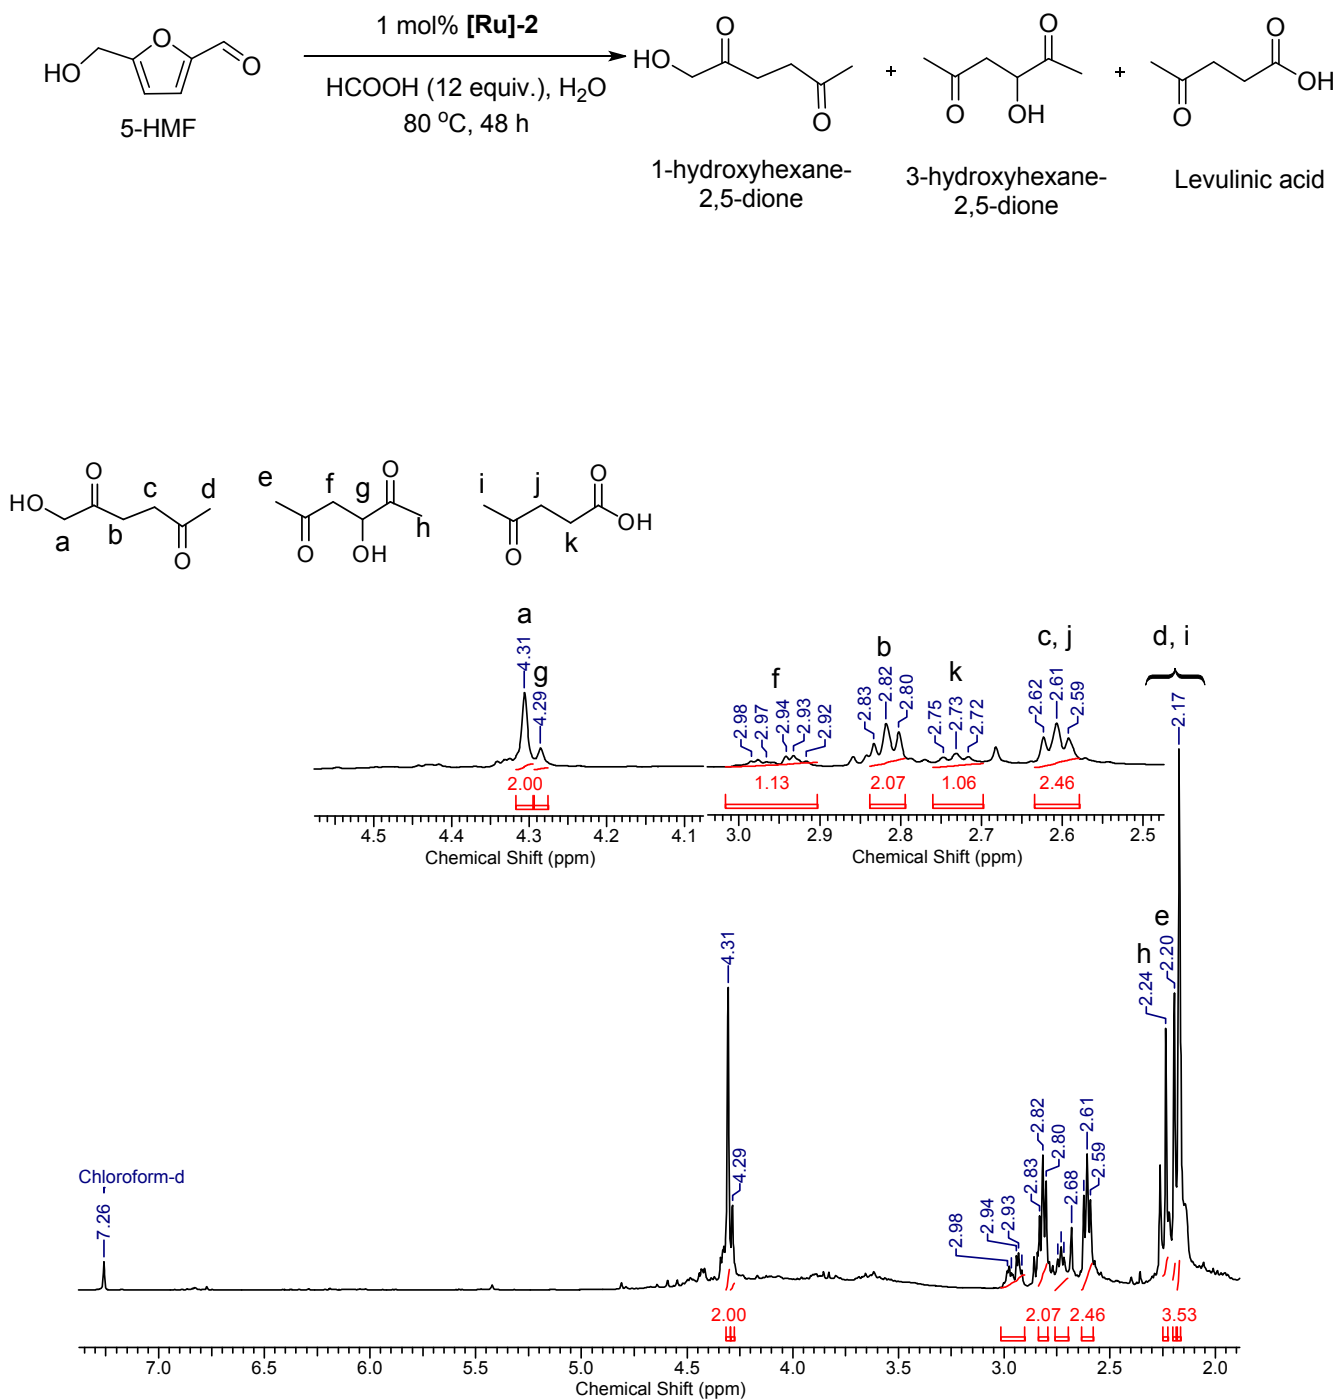 1 mol% [Ru]-2
HCOOH (12 equiv.), H2O
80 oC, 48 h
HO
O
O
5-HMF
HO
O
O
+
O
O
OH
+
O
O
OH
1-hydroxyhexane-
2,5-dione
3-hydroxyhexane-
2,5-dione
Levulinic acid
HO
O
O
a
b
c
d
e
f
g
h
O
O
OH
i
j
k
O
O
OH
a
g
f
b
k
c, j
d, i
4.31
4.29
2.98
2.97
2.94
2.93
2.92
2.83
2.82
2.80
2.75
2.73
2.72
2.62
2.61
2.59
2.17
2.00
1.13
2.07
1.06
2.46
4.5 4.4 4.3 4.2 4.1
3.0 2.9 2.8 2.7 2.6 2.5
Chemical Shift (ppm)
Chemical Shift (ppm)
h
e
2.24
2.20
4.31
4.29
2.98
2.94
2.93
2.83
2.82
2.80
2.68
2.61
2.59
Chloroform-d
7.26
2.00
2.07
2.46
3.53
7.0 6.5 6.0 5.5 5.0 4.5 4.0 3.5 3.0 2.5 2.0
Chemical Shift (ppm)